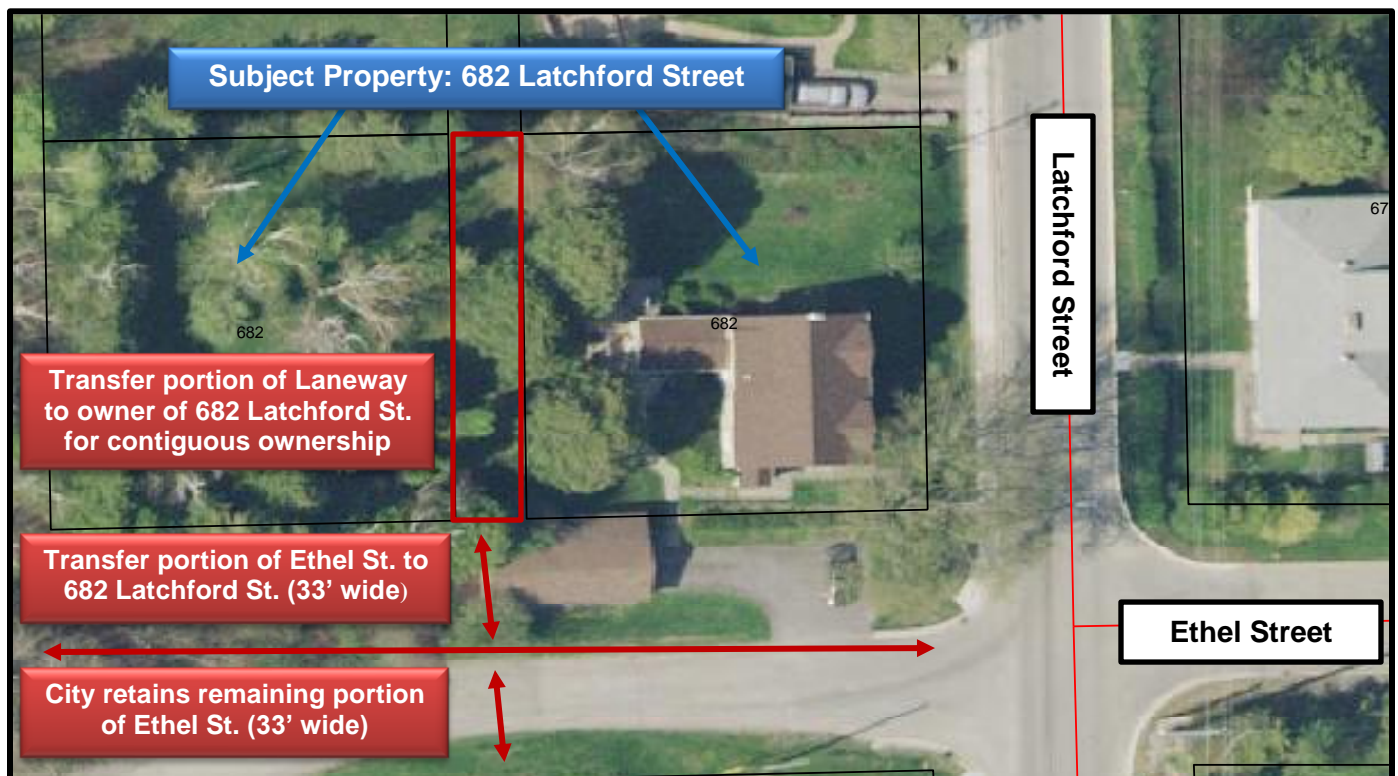 Subject Property: 682 Latchford Street
Latchford Street
67
682
682
Transfer portion of Laneway
to owner of 682 Latchford St.
for contiguous ownership
Transfer portion of Ethel St. to
682 Latchford St. (33’ wide)
Ethel Street
City retains remaining portion
of Ethel St. (33’ wide)